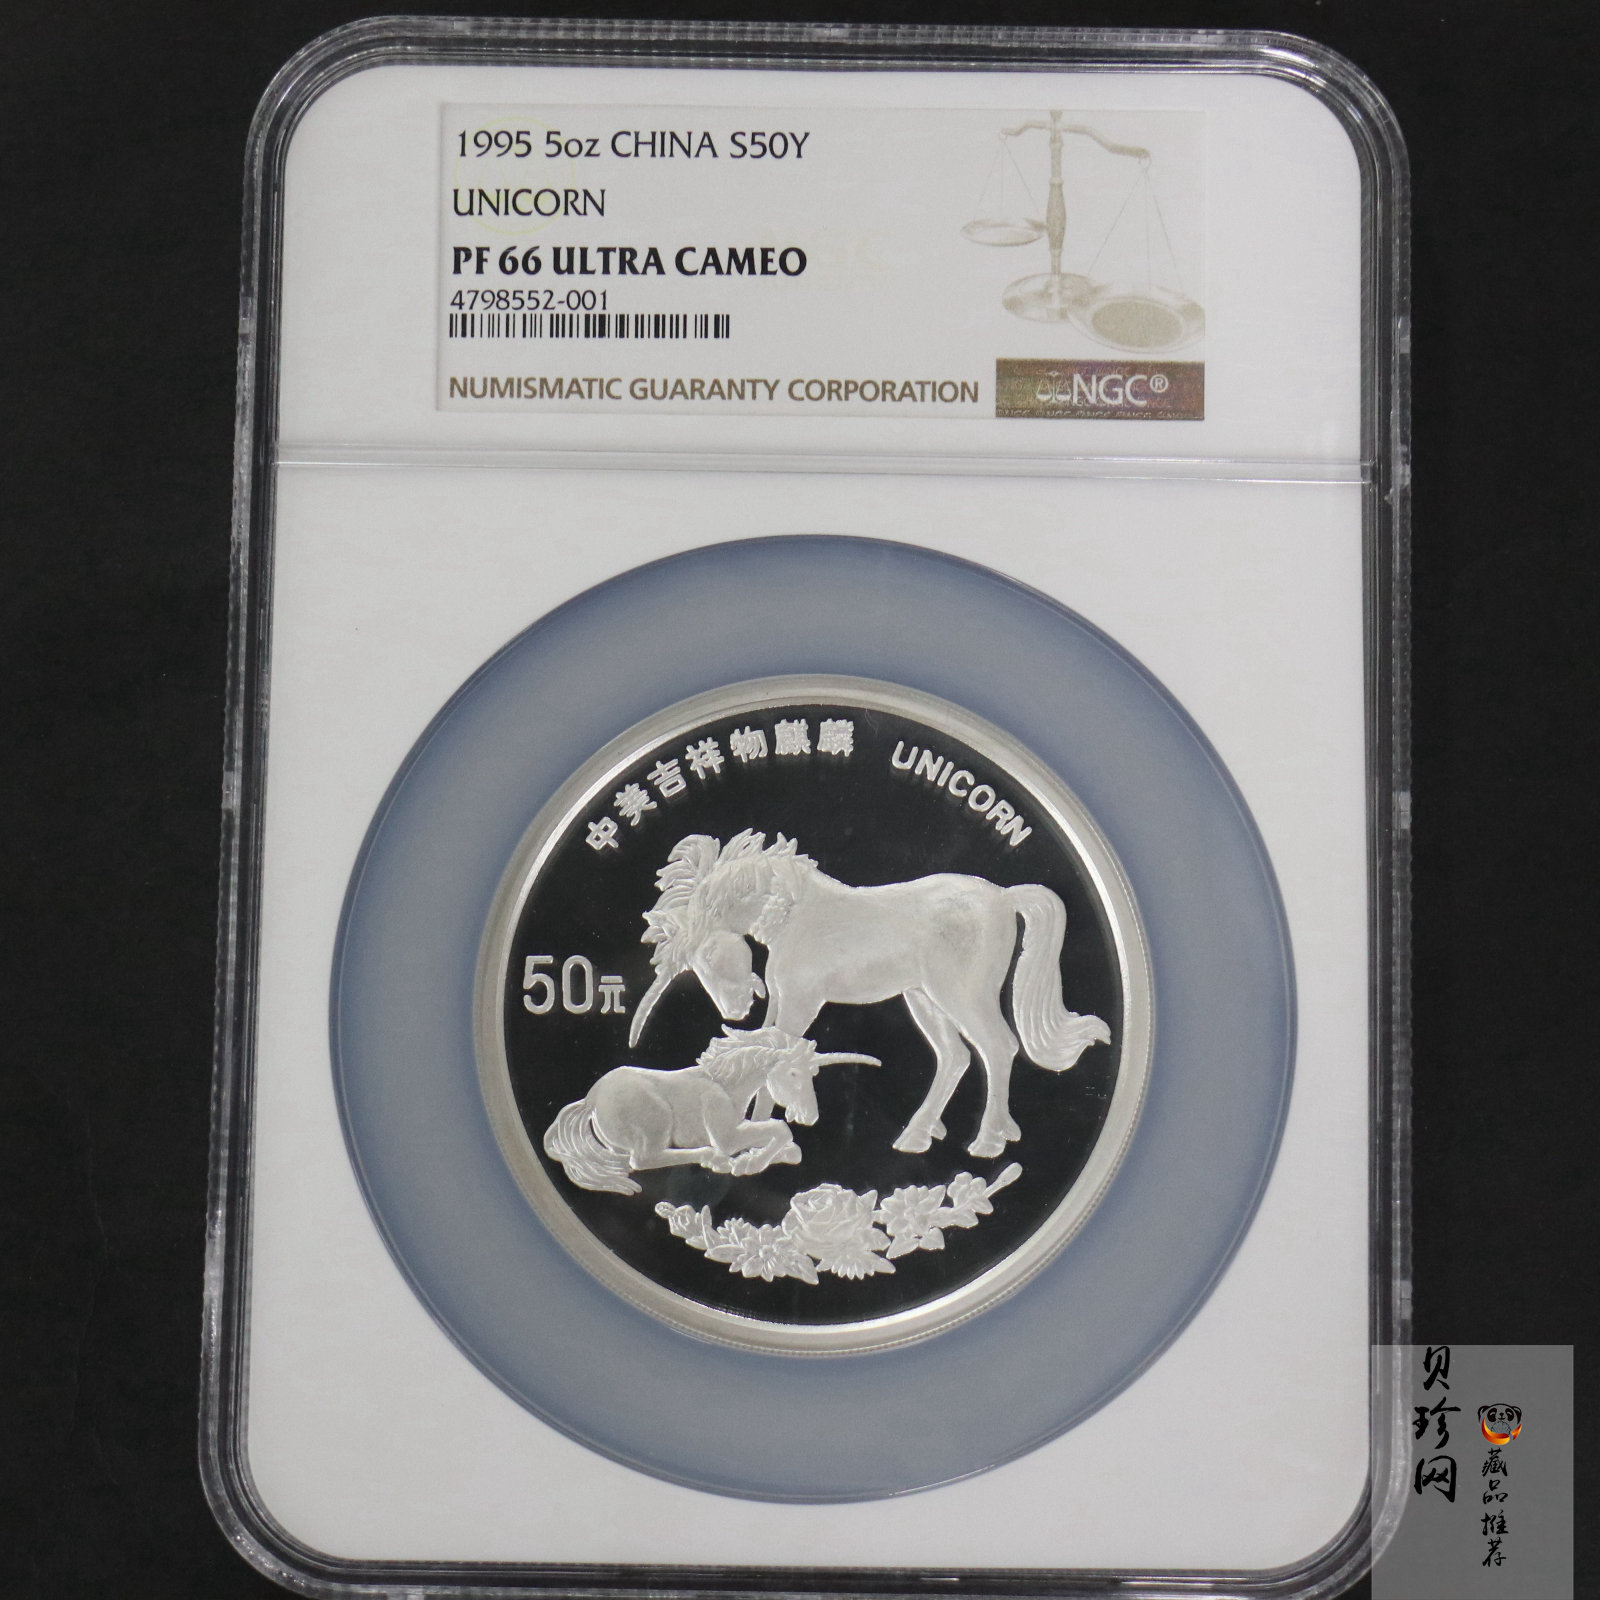 1995 5oz CHINA S50Y
UNICORN
PF 66 ULTRA CAMEO
4798552-001
NUMISMATIC GUARANTY CORPORATION
NGC®
中美吉祥物麒麟 UNICORN
50元
贝珍网
藏品推荐